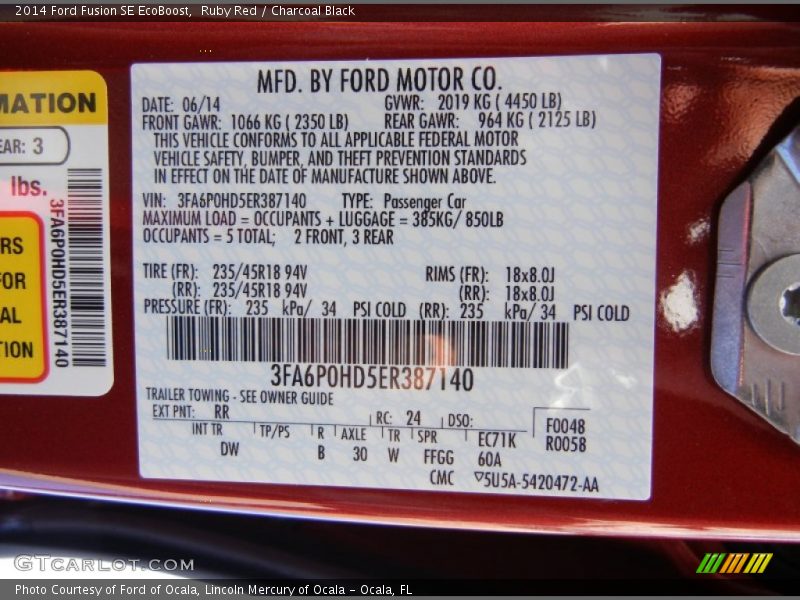 2014 Ford Fusion SE EcoBoost, Ruby Red / Charcoal Black
MATION
EAR: 3
lbs.
RS
FOR
AL
TION
3FA6P0HD5ER387140
MFD. BY FORD MOTOR CO.
DATE: 06/14 GVWR: 2019 KG ( 4450 LB)
FRONT GAWR: 1066 KG ( 2350 LB) REAR GAWR: 964 KG ( 2125 LB)
THIS VEHICLE CONFORMS TO ALL APPLICABLE FEDERAL MOTOR
VEHICLE SAFETY, BUMPER, AND THEFT PREVENTION STANDARDS
IN EFFECT ON THE DATE OF MANUFACTURE SHOWN ABOVE.
VIN: 3FA6P0HD5ER387140 TYPE: Passenger Car
MAXIMUM LOAD = OCCUPANTS + LUGGAGE = 385KG/ 850LB
OCCUPANTS = 5 TOTAL; 2 FRONT, 3 REAR
TIRE (FR): 235/45R18 94V RIMS (FR): 18x8.0J
(RR): 235/45R18 94V (RR): 18x8.0J
PRESSURE (FR): 235 kPa/ 34 PSI COLD (RR): 235 kPa/ 34 PSI COLD
3FA6P0HD5ER387140
TRAILER TOWING - SEE OWNER GUIDE
EXT PNT: RR RC: 24 DSO: F0048
INT TR TP/PS R AXLE TR SPR EC71K R0058
DW B 30 W FFGG 60A
CMC ▽5U5A-5420472-AA
GTCARLOT.COM
Photo Courtesy of Ford of Ocala, Lincoln Mercury of Ocala – Ocala, FL